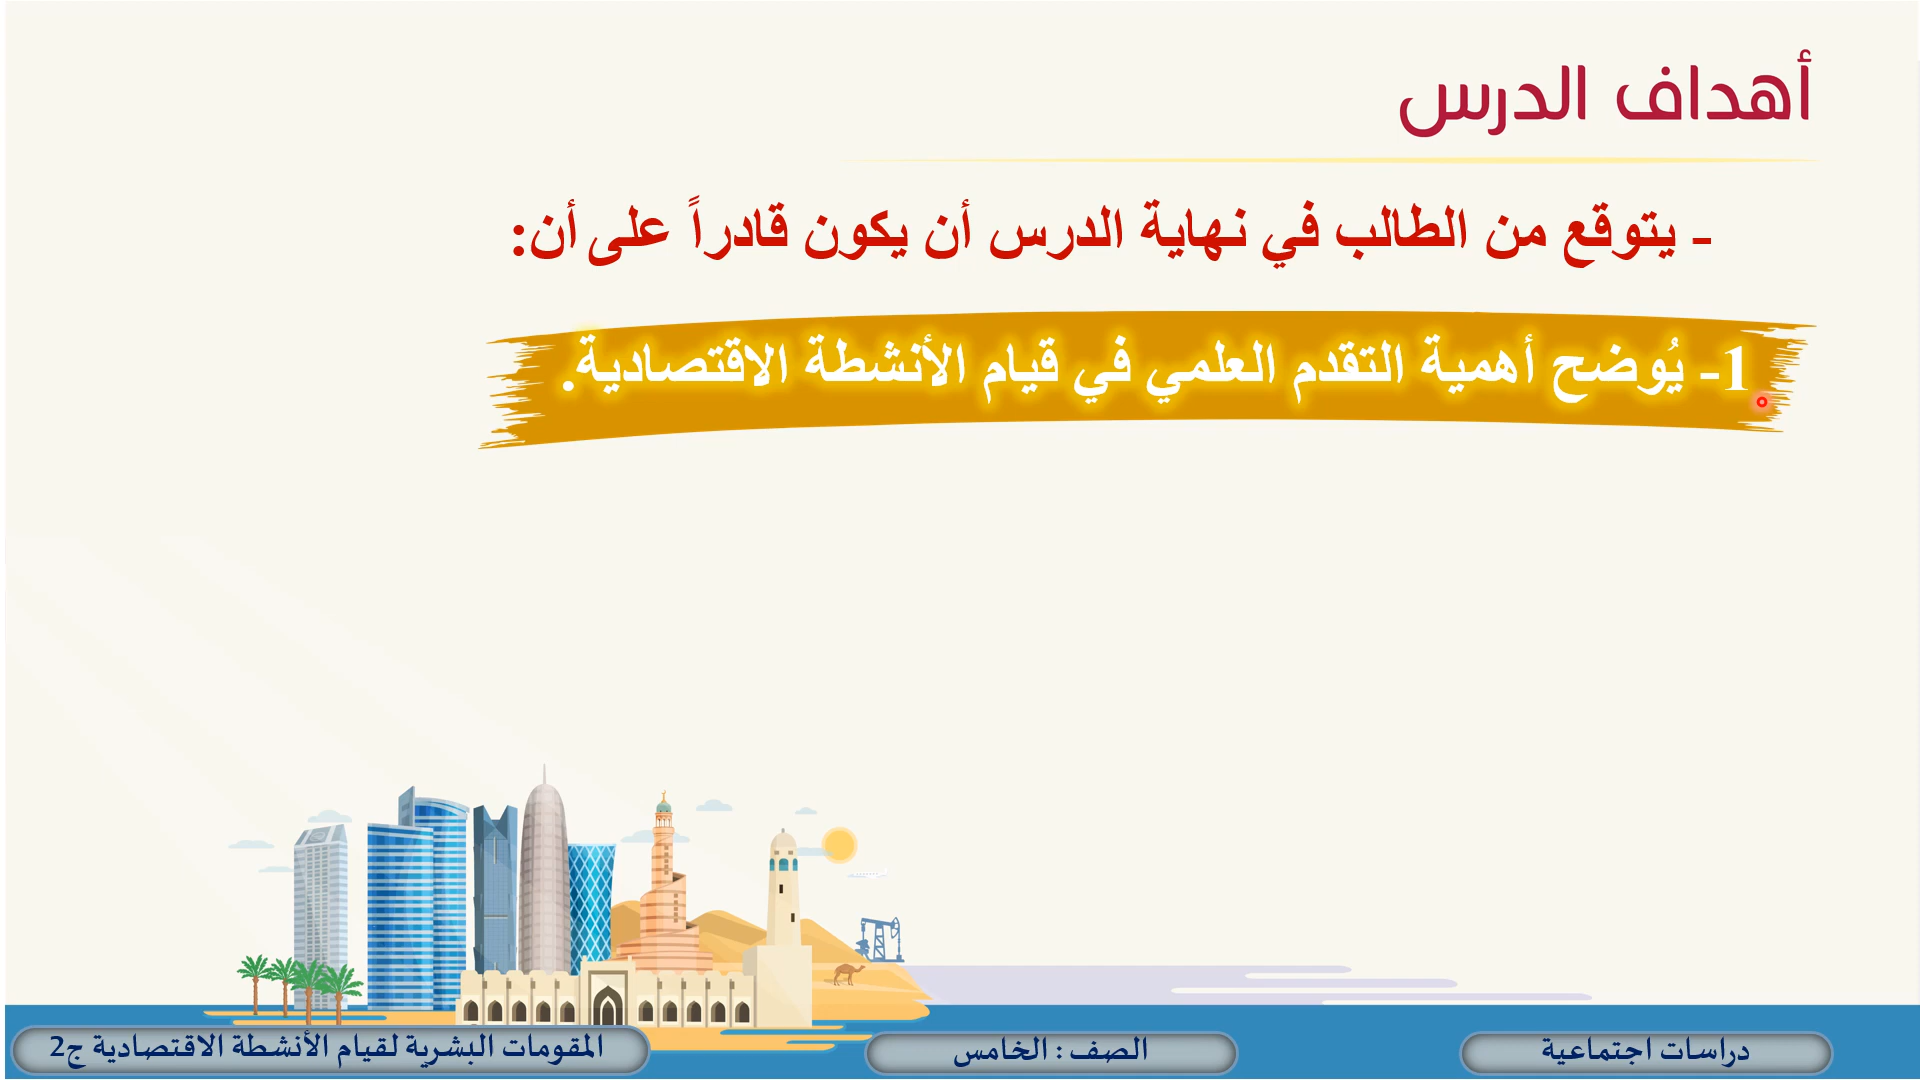 أهداف الدرس
- يتوقع من الطالب في نهاية الدرس أن يكون قادراً على أن:
1- يُوضح أهمية التقدم العلمي في قيام الأنشطة الاقتصادية.
دراسات اجتماعية
الصف : الخامس
المقومات البشرية لقيام الأنشطة الاقتصادية ج2